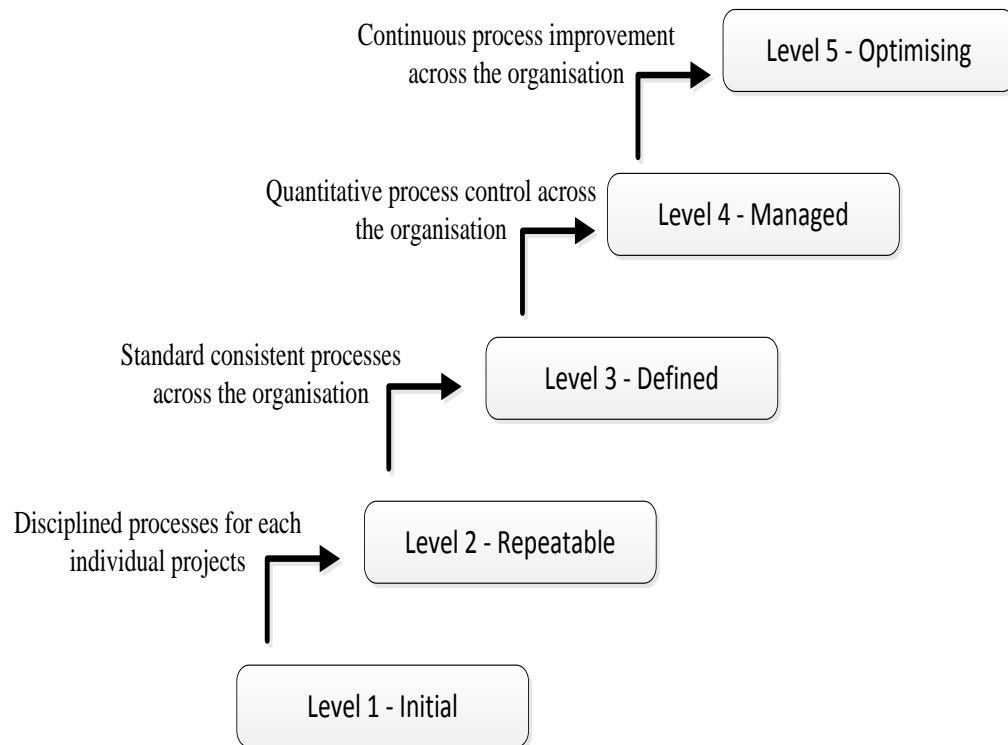 Continuous process improvement
across the organisation
Level 5 - Optimising
Quantitative process control across
the organisation
Level 4 - Managed
Standard consistent processes
across the organisation
Level 3 - Defined
Disciplined processes for each
individual projects
Level 2 - Repeatable
Level 1 - Initial